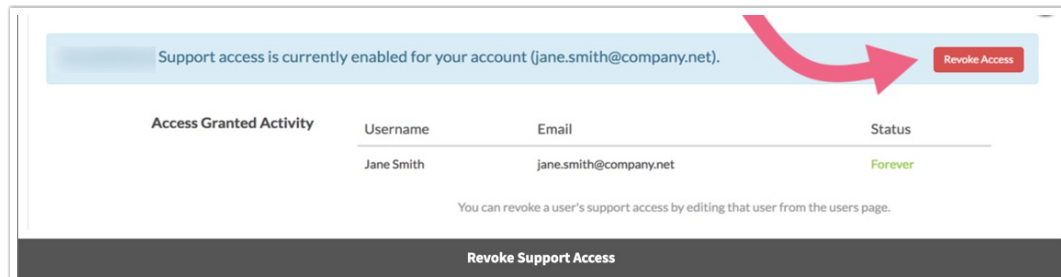 Support access is currently enabled for your account (jane.smith@company.net).
Revoke Access
Access Granted Activity
Username Email Status
Jane Smith jane.smith@company.net Forever
You can revoke a user's support access by editing that user from the users page.
Revoke Support Access